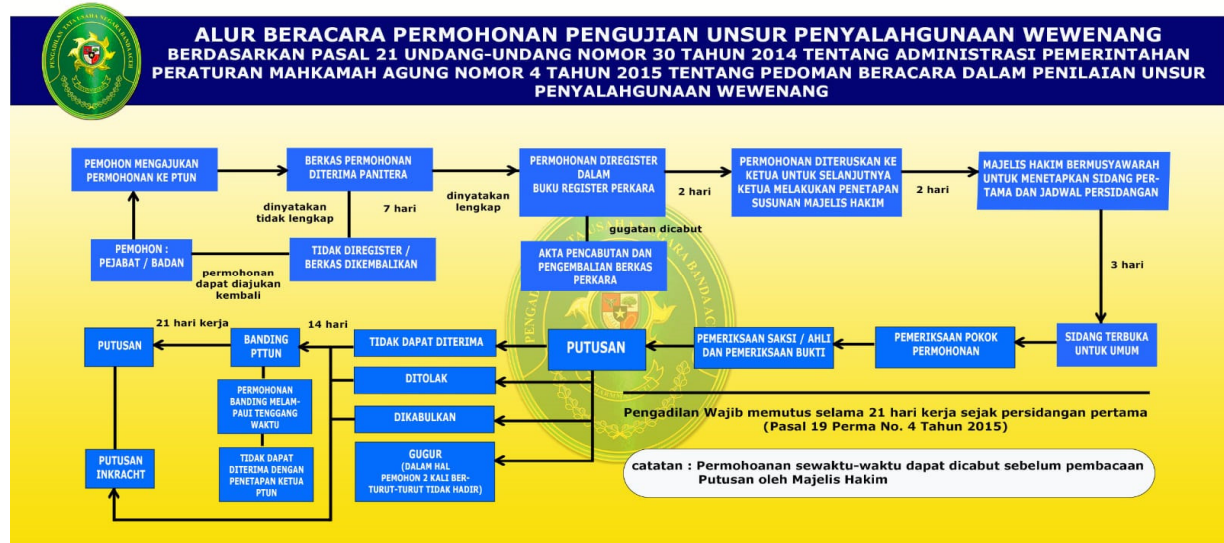 ALUR BERACARA PERMOHONAN PENGUJIAN UNSUR PENYALAHGUNAAN WEWENANG
BERDASARKAN PASAL 21 UNDANG-UNDANG NOMOR 30 TAHUN 2014 TENTANG ADMINISTRASI PEMERINTAHAN
PERATURAN MAHKAMAH AGUNG NOMOR 4 TAHUN 2015 TENTANG PEDOMAN BERACARA DALAM PENILAIAN UNSUR
PENYALAHGUNAAN WEWENANG
PENGADILAN TATA USAHA NEGARA BANDA ACEH
PEMOHON MENGAJUKAN
PERMOHONAN KE PTUN
BERKAS PERMOHONAN
DITERIMA PANITERA
dinyatakan
lengkap
PERMOHONAN DIREGISTER
DALAM
BUKU REGISTER PERKARA
2 hari
PERMOHONAN DITERUSKAN KE
KETUA UNTUK SELANJUTNYA
KETUA MELAKUKAN PENETAPAN
SUSUNAN MAJELIS HAKIM
2 hari
MAJELIS HAKIM BERMUSYAWARAH
UNTUK MENETAPKAN SIDANG PER-
TAMA DAN JADWAL PERSIDANGAN
dinyatakan
tidak lengkap
7 hari
gugatan dicabut
PEMOHON :
PEJABAT / BADAN
permohonan
dapat diajukan
kembali
TIDAK DIREGISTER /
BERKAS DIKEMBALIKAN
AKTA PENCABUTAN DAN
PENGEMBALIAN BERKAS
PERKARA
3 hari
SIDANG TERBUKA
UNTUK UMUM
PEMERIKSAAN POKOK
PERMOHONAN
PEMERIKSAAN SAKSI / AHLI
DAN PEMERIKSAAN BUKTI
PUTUSAN
TIDAK DAPAT DITERIMA
DITOLAK
DIKABULKAN
GUGUR
(DALAM HAL
PEMOHON 2 KALI BER-
TURUT-TURUT TIDAK HADIR)
14 hari
BANDING
PTTUN
21 hari kerja
PUTUSAN
PERMOHONAN
BANDING MELAM-
PAUI TENGGANG
WAKTU
TIDAK DAPAT
DITERIMA DENGAN
PENETAPAN KETUA
PTUN
PUTUSAN
INKRACHT
Pengadilan Wajib memutus selama 21 hari kerja sejak persidangan pertama
(Pasal 19 Perma No. 4 Tahun 2015)
catatan : Permohoanan sewaktu-waktu dapat dicabut sebelum pembacaan
Putusan oleh Majelis Hakim